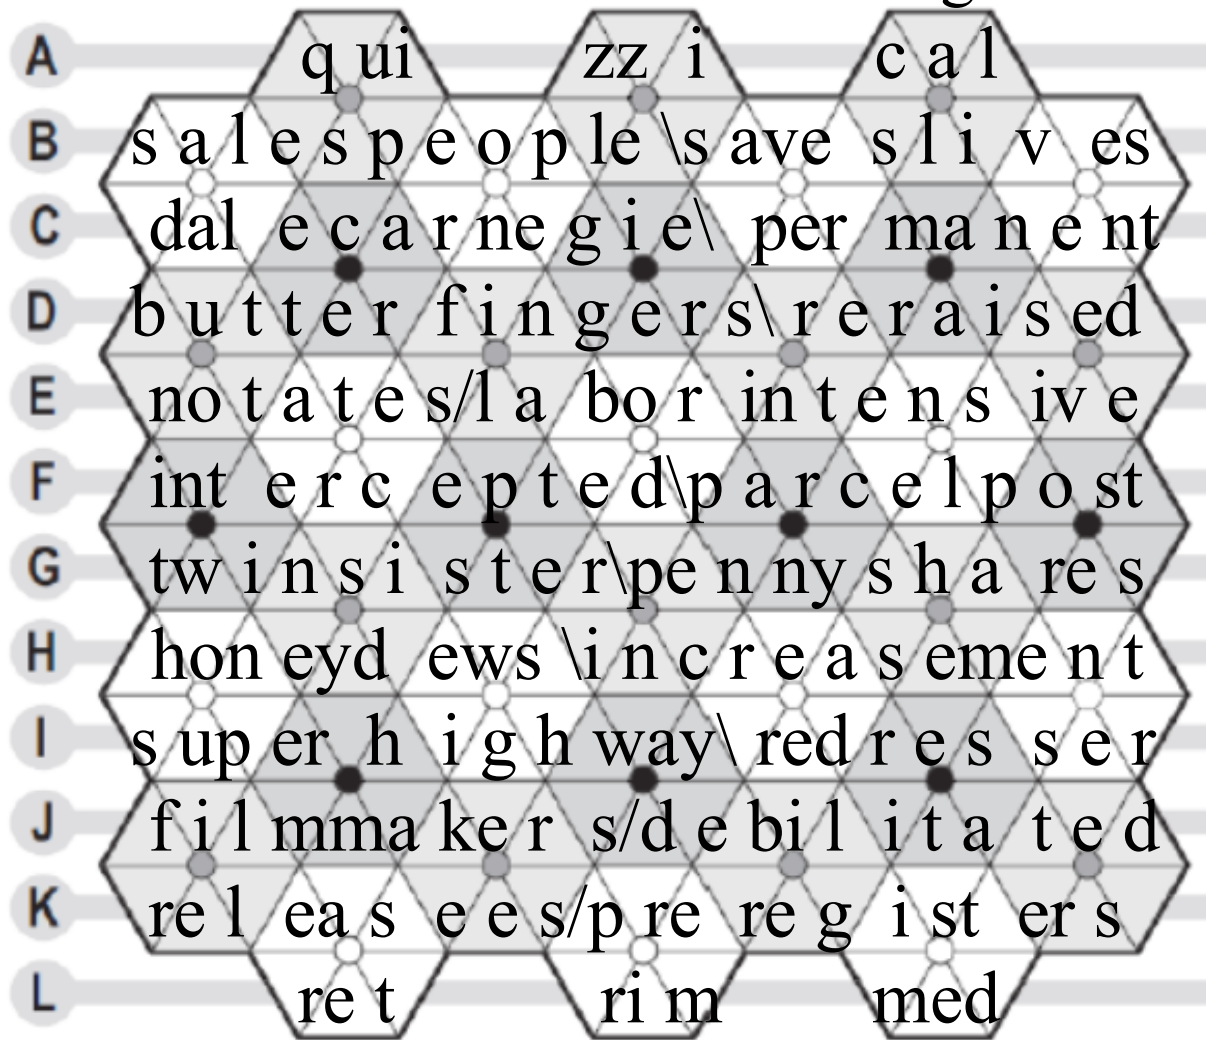 A qui zz i c a l
B s a l e s p e o p le \s ave s l i v es
C dal e c a r ne g i e\ per ma n e nt
D b u t t e r f i n g e r s\ r e r a i s ed
E no t a t e s/l a bo r in t e n s iv e
F int e r c e p t e d\p a r c e l p o st
G tw i n s i s t e r\pe n ny s h a re s
H hon eyd ews \i n c r e a s eme n t
I s up er h i g h way\ red r e s s e r
J f i l mma ke r s/d e bi l i t a t e d
K re l ea s e e s/p re re g i st er s
L re t ri m med